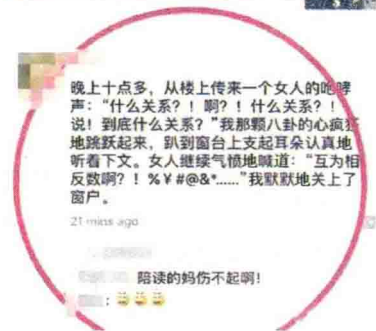 晚上十点多，从楼上传来一个女人的咆哮
声：“什么关系？！啊？！什么关系？！
说！到底什么关系？”我那颗八卦的心疯狂
地跳跃起来，趴到窗台上支起耳朵认真地
听着下文。女人继续气愤地喊道：“互为相
反数啊？！%￥#@&*……”我默默地关上了
窗户。
21 mins ago
陪读的妈伤不起啊！
：